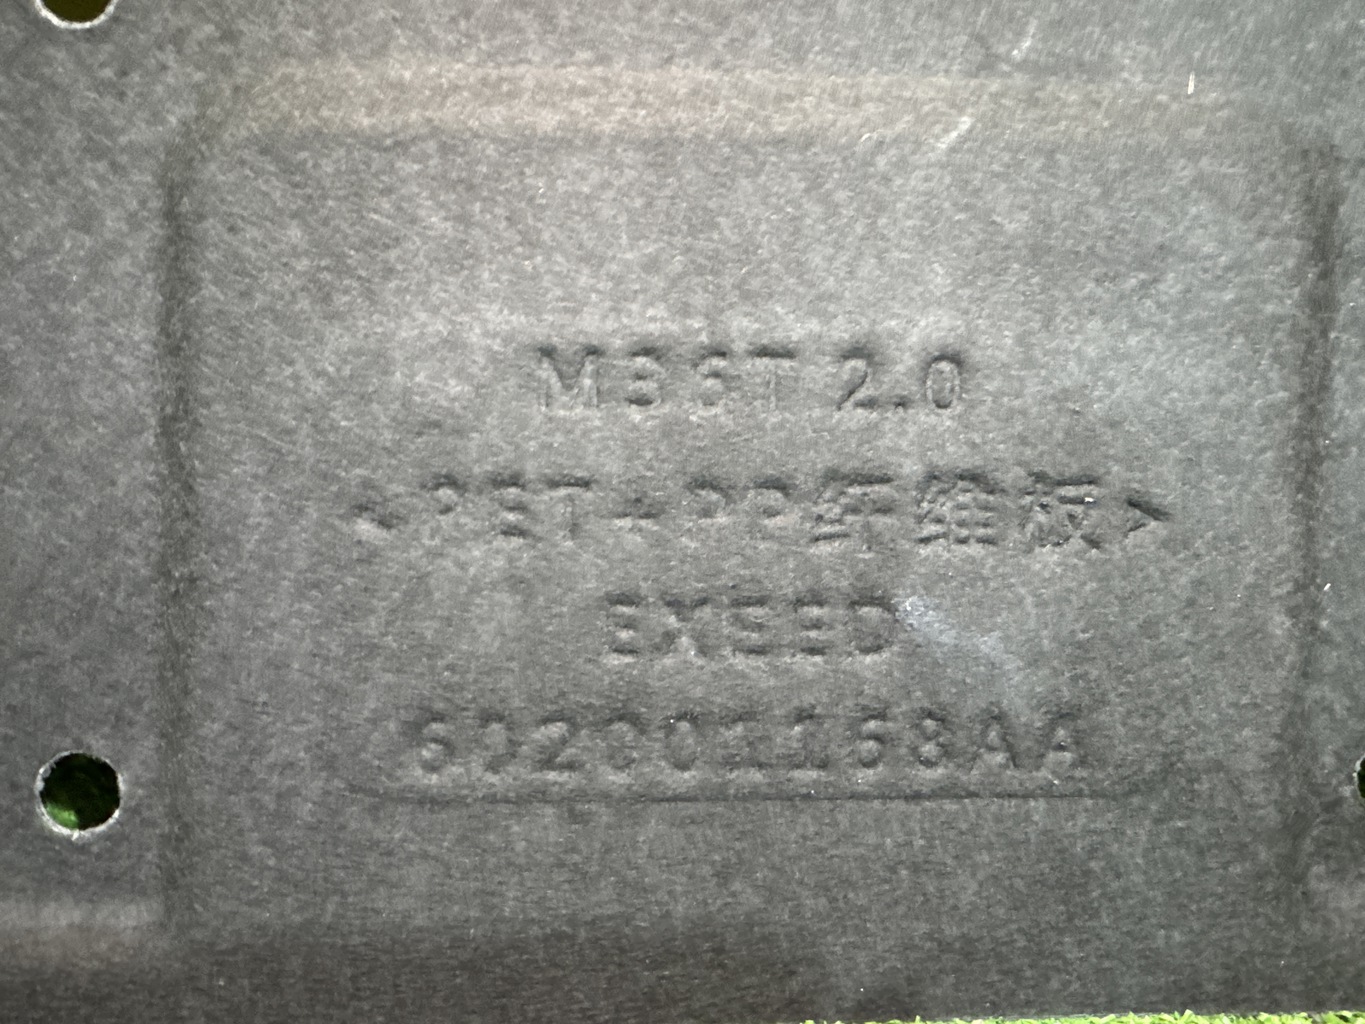 M36T 2.0
<PET+PP纤维板>
EXEED
602001168AA